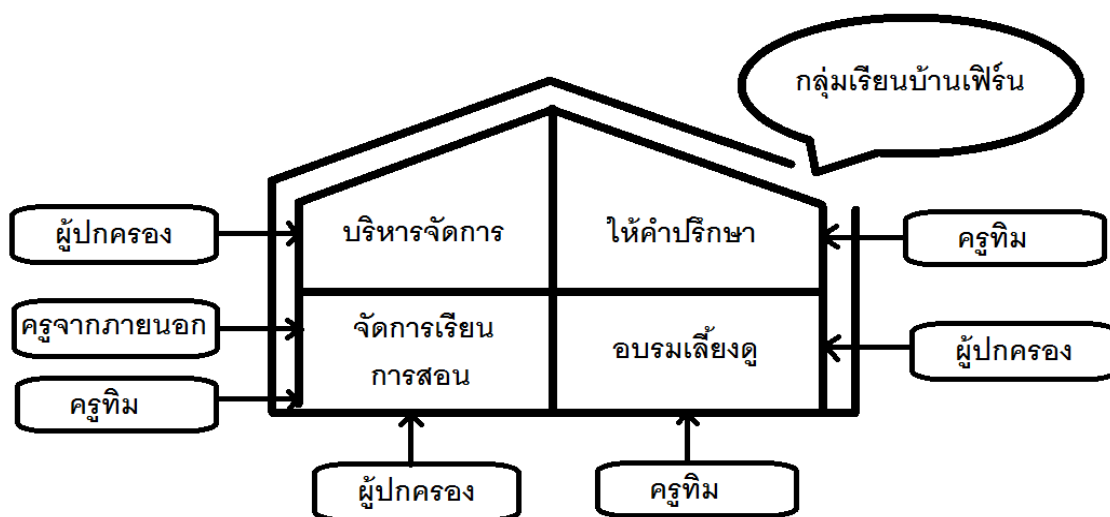 กลุ่มเรียนบ้านเฟิร์น
ผู้ปกครอง
บริหารจัดการ
ให้คำปรึกษา
ครูทิม
ครูจากภายนอก
จัดการเรียน
การสอน
อบรมเลี้ยงดู
ผู้ปกครอง
ครูทิม
ผู้ปกครอง
ครูทิม